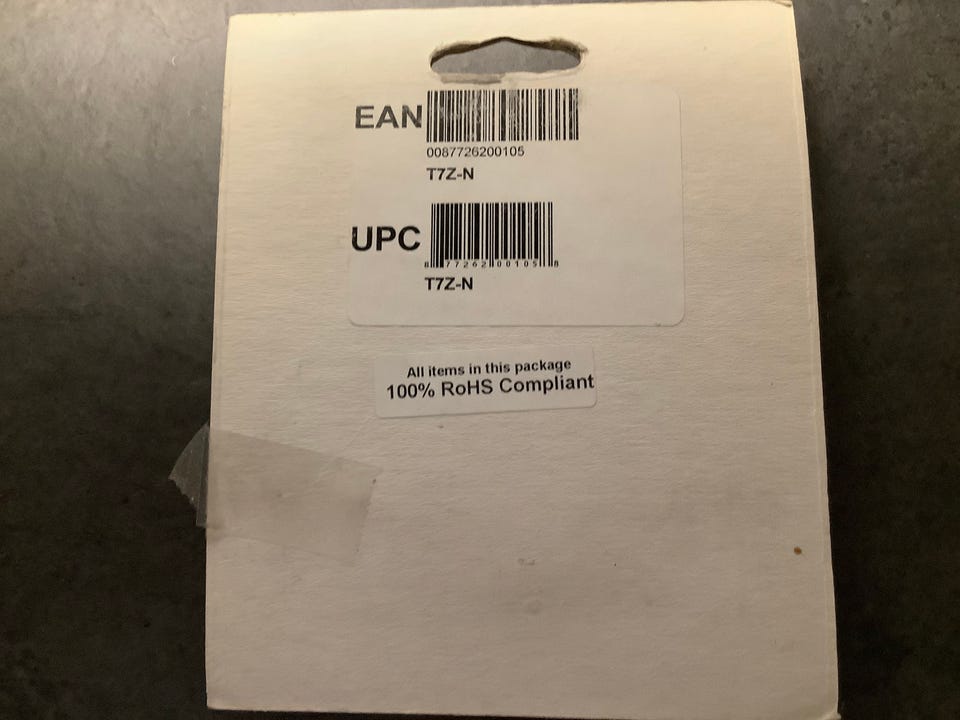 EAN
0087726200105
T7Z-N
UPC
8 77262 00105 8
T7Z-N
All items in this package
100% RoHS Compliant